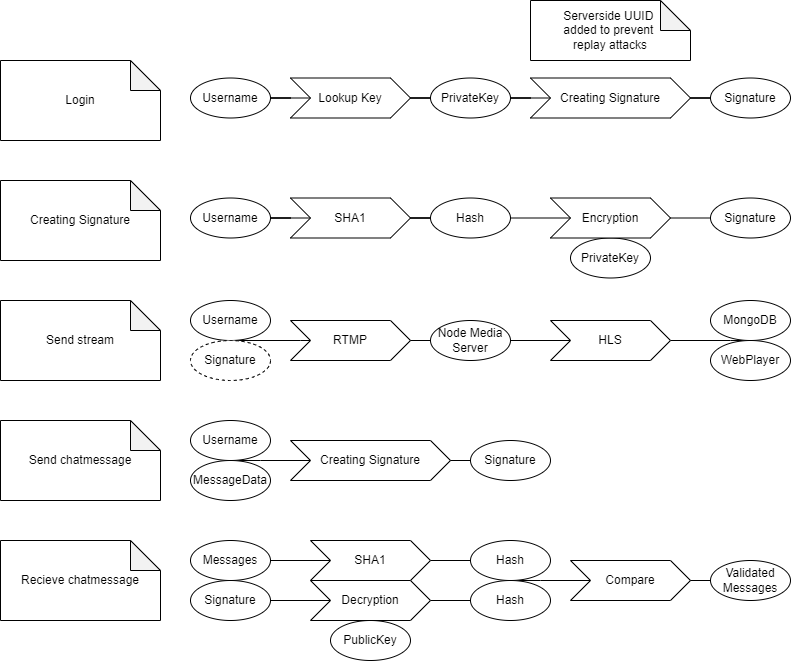 Serverside UUID
added to prevent
replay attacks
Login
Username
Lookup Key
PrivateKey
Creating Signature
Signature
Creating Signature
Username
SHA1
Hash
Encryption
Signature
PrivateKey
Send stream
Username
Signature
RTMP
Node Media
Server
HLS
MongoDB
WebPlayer
Send chatmessage
Username
MessageData
Creating Signature
Signature
Recieve chatmessage
Messages
SHA1
Hash
Signature
Decryption
Hash
PublicKey
Compare
Validated
Messages